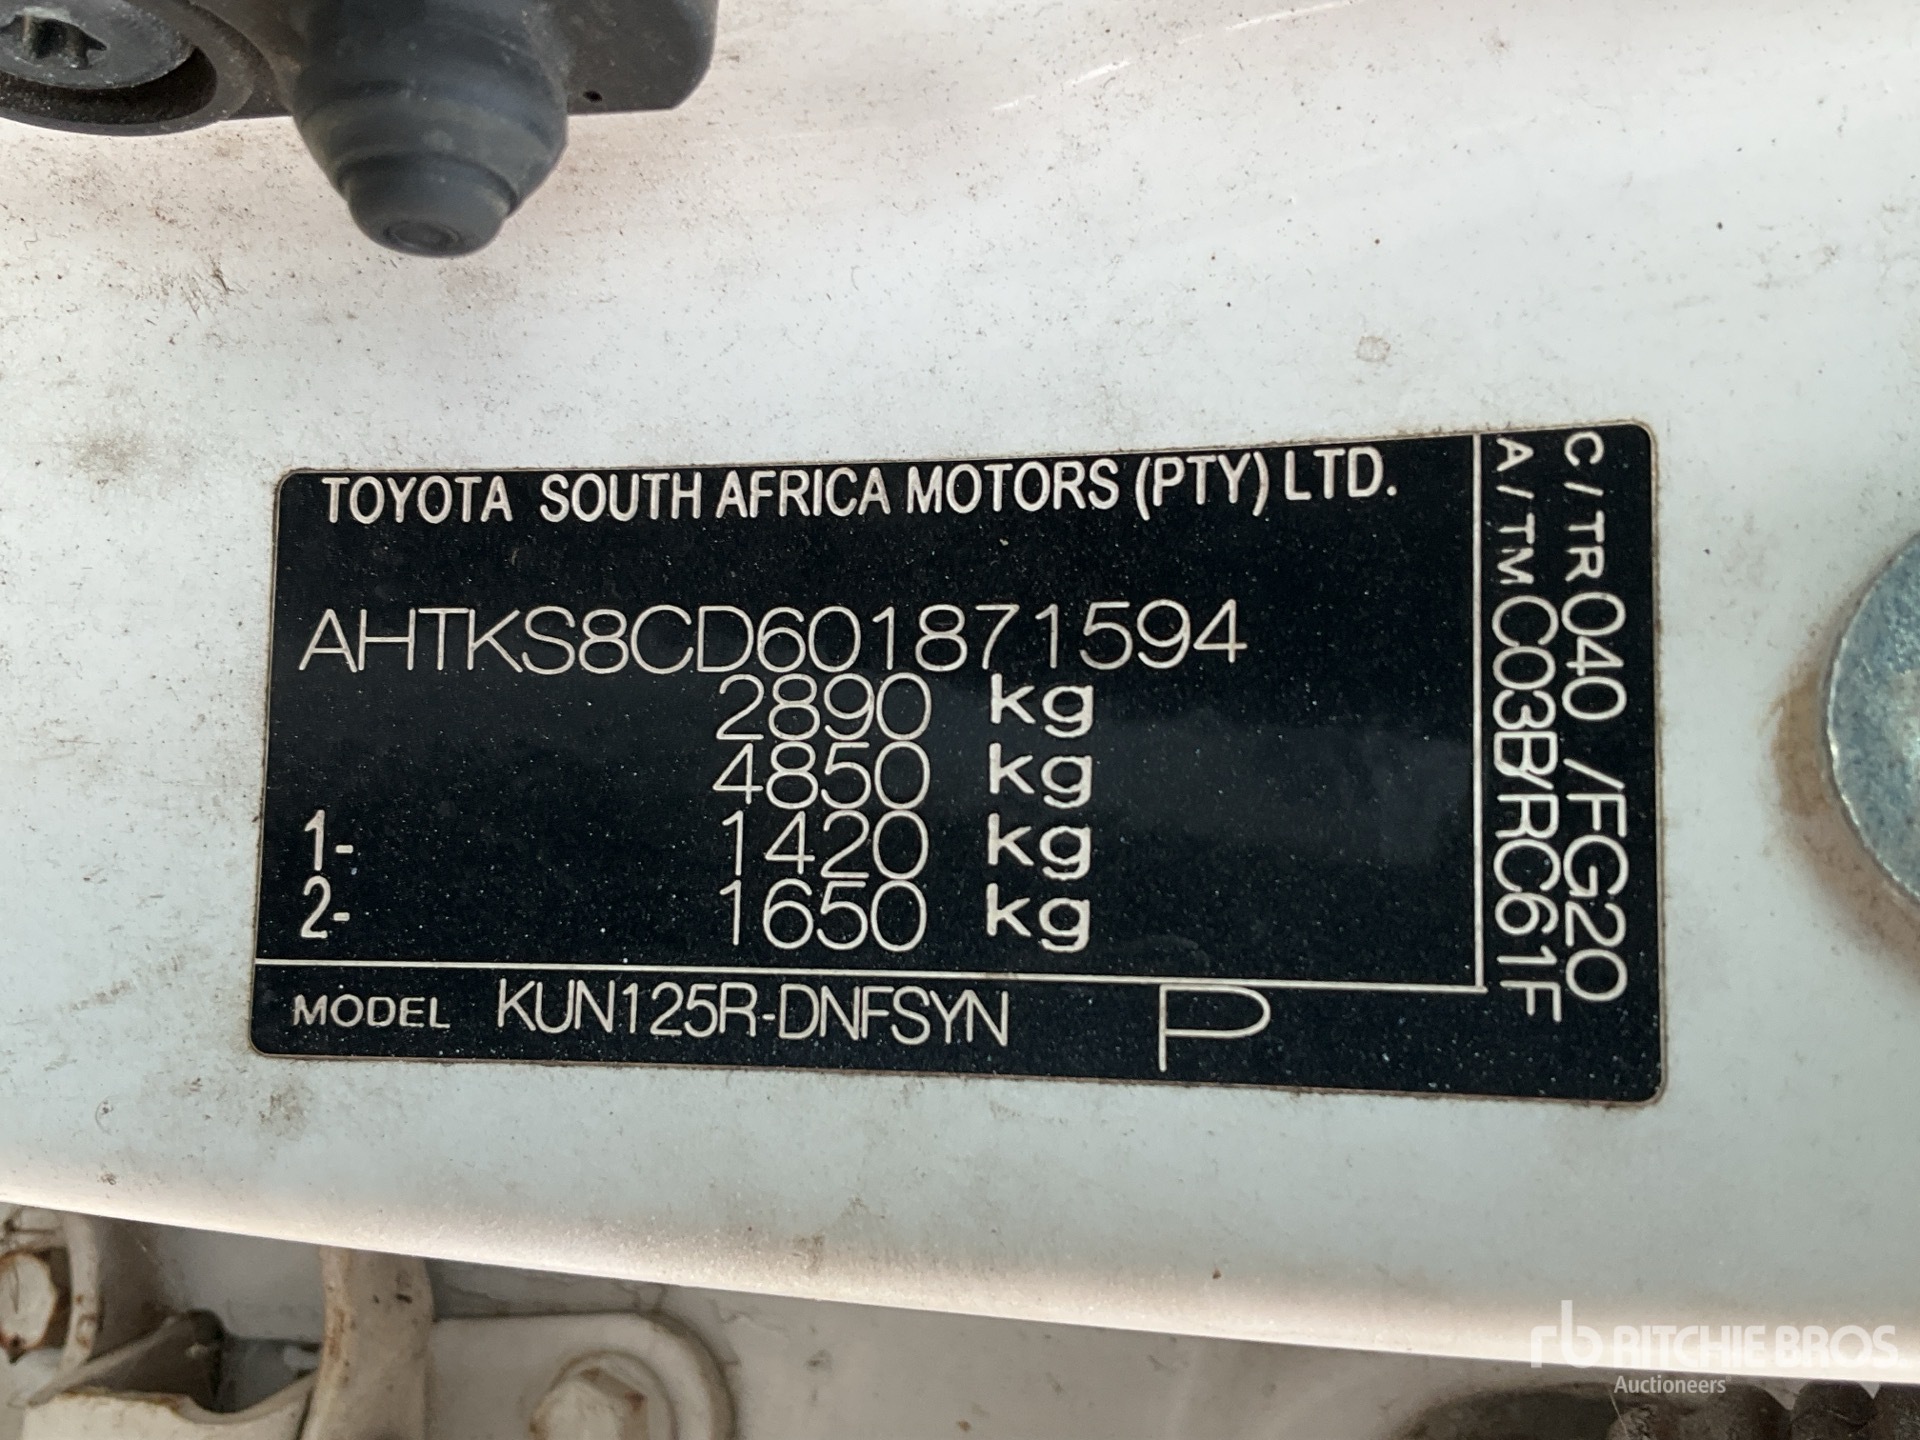 TOYOTA SOUTH AFRICA MOTORS (PTY) LTD.
AHTKS8CD601871594
2890 kg
4850 kg
1- 1420 kg
2- 1650 kg
MODEL KUN125R-DNFSYN P
C/TR 040 /FG20
A/TM C03B/RC61F
rb RITCHIE BROS.
Auctioneers